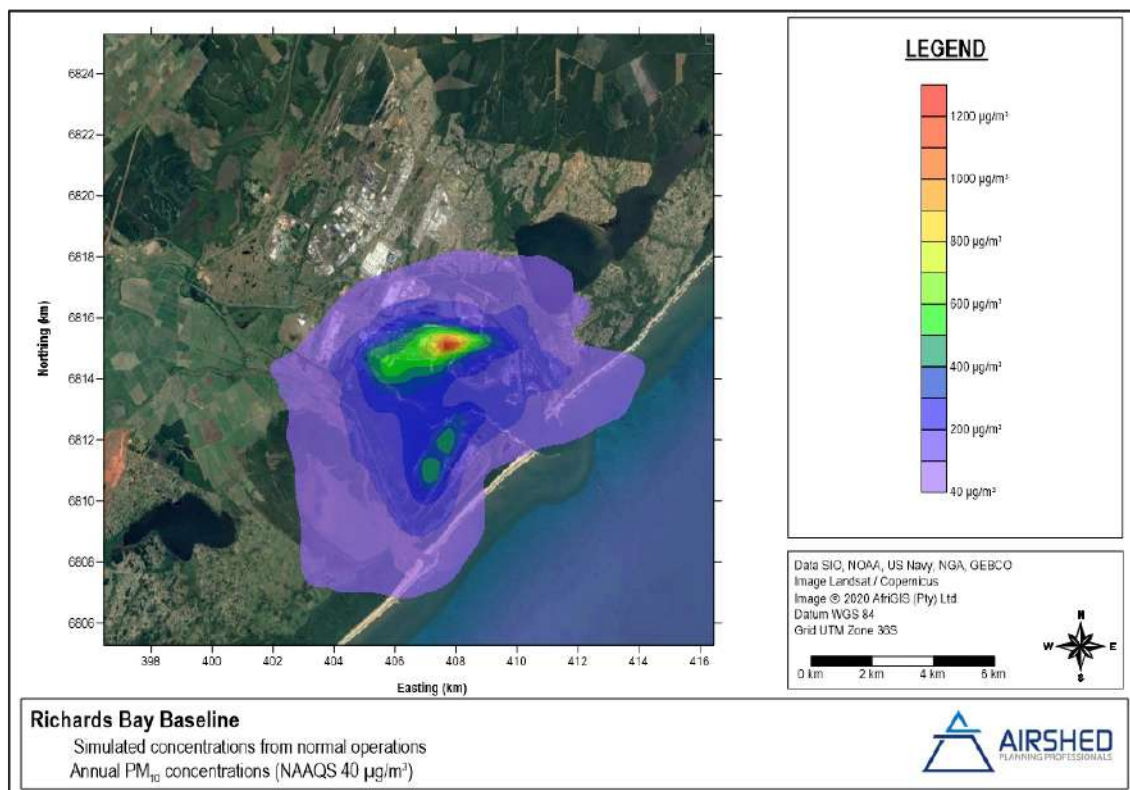 6824
6822
6820
6818
6816
6814
6812
6810
6808
6806
Northing (km)
398 400 402 404 406 408 410 412 414 416
Easting (km)
LEGEND
1200 µg/m³
1000 µg/m³
800 µg/m³
600 µg/m³
400 µg/m³
200 µg/m³
40 µg/m³
Data SIO, NOAA, US Navy, NGA, GEBCO
Image Landsat / Copernicus
Image © 2020 AfriGIS (Pty) Ltd
Datum WGS 84
Grid UTM Zone 36S
0 km 2 km 4 km 6 km
N
W E
S
Richards Bay Baseline
Simulated concentrations from normal operations
Annual PM₁₀ concentrations (NAAQS 40 µg/m³)
AIRSHED
PLANNING PROFESSIONALS